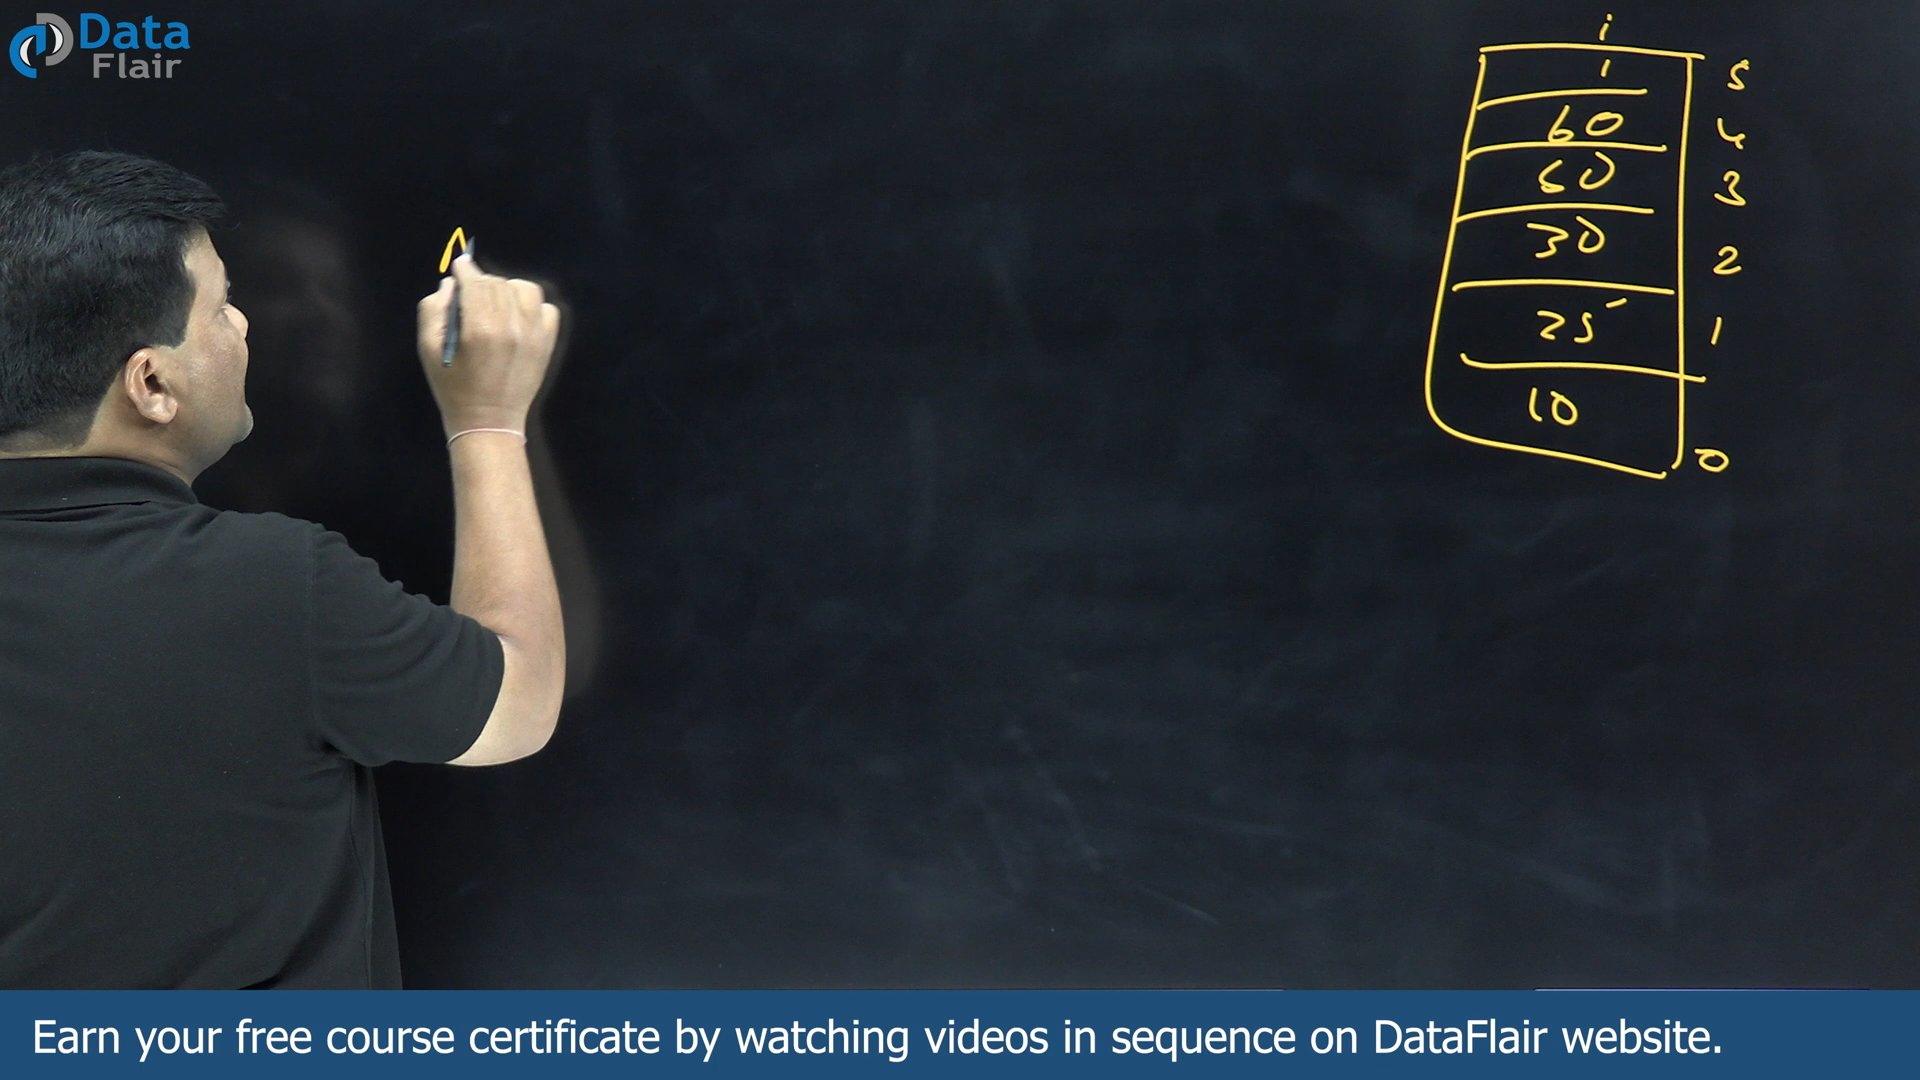 Data
Flair
5
60 4
60 3
30 2
25 1
10
0
Earn your free course certificate by watching videos in sequence on DataFlair website.